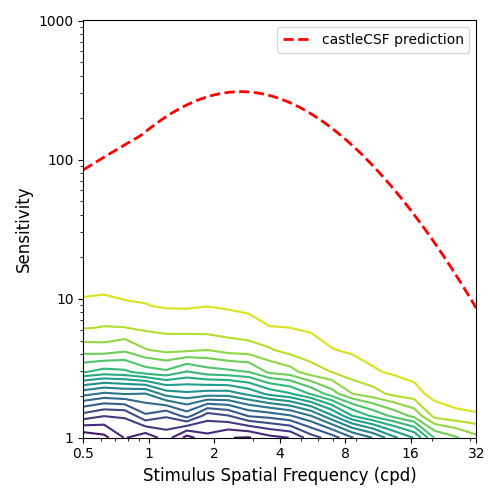 1000
castleCSF prediction
100
Sensitivity
10
1
0.5 1 2 4 8 16 32
Stimulus Spatial Frequency (cpd)